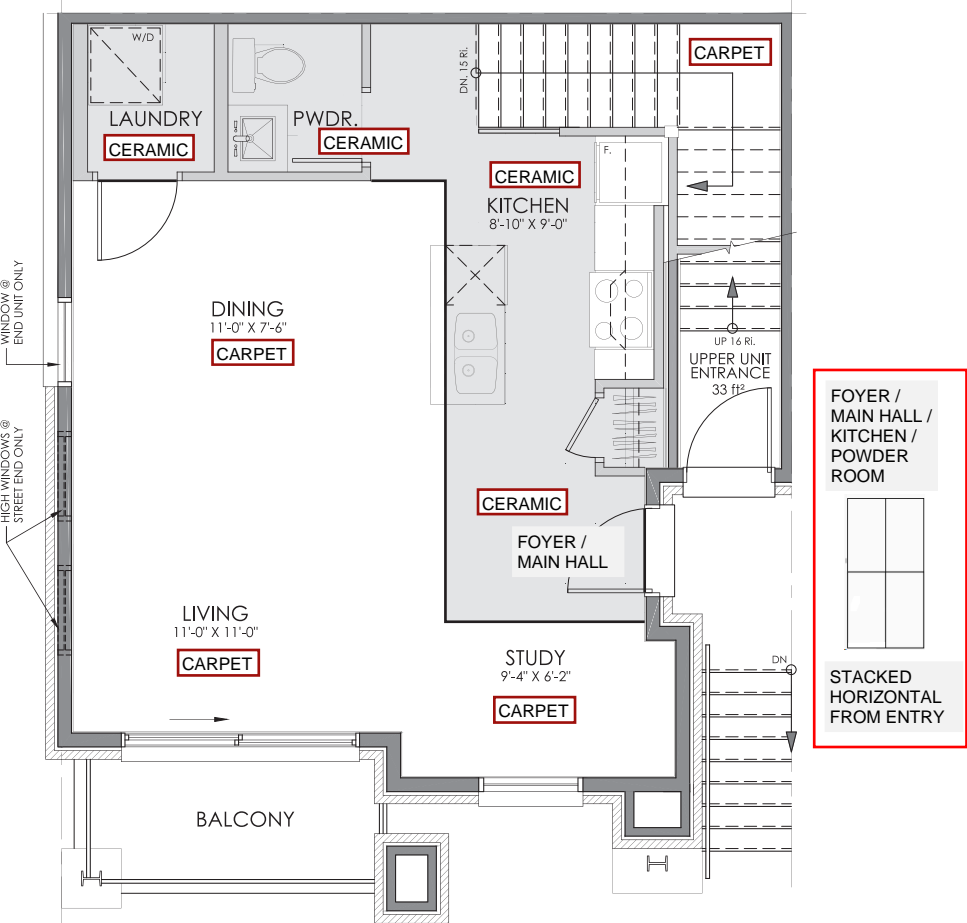 W/D
LAUNDRY
CERAMIC
PWDR.
CERAMIC
DN. 15 Ri.
CARPET
F.
CERAMIC
KITCHEN
8'-10" X 9'-0"
WINDOW @
END UNIT ONLY
DINING
11'-0" X 7'-6"
CARPET
UP 16 Ri.
UPPER UNIT
ENTRANCE
33 ft²
HIGH WINDOWS @
STREET END ONLY
CERAMIC
FOYER /
MAIN HALL
LIVING
11'-0" X 11'-0"
CARPET
STUDY
9'-4" X 6'-2"
CARPET
DN
BALCONY
FOYER /
MAIN HALL /
KITCHEN /
POWDER
ROOM
STACKED
HORIZONTAL
FROM ENTRY